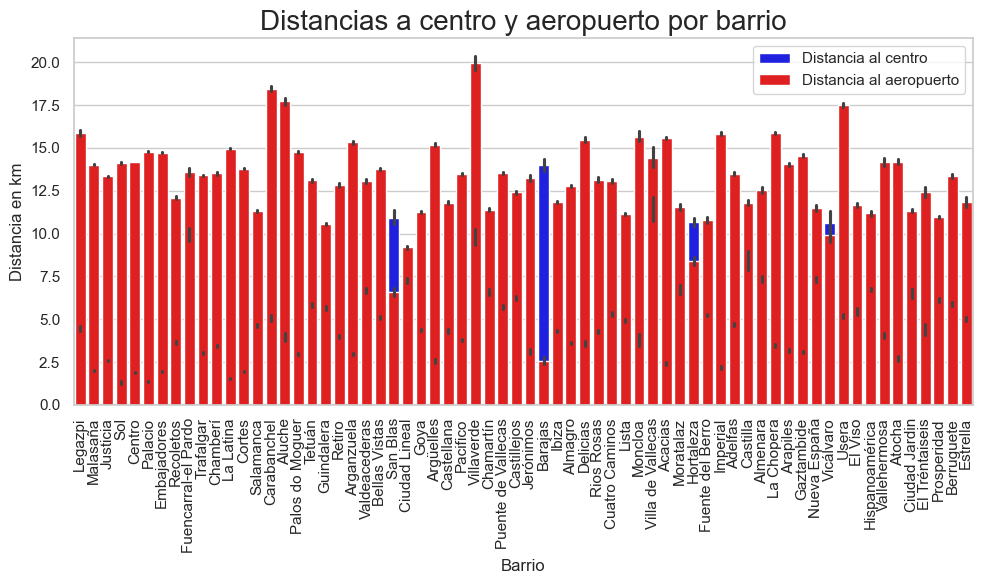 Distancias a centro y aeropuerto por barrio
Distancia al centro
Distancia al aeropuerto
Distancia en km
20.0
17.5
15.0
12.5
10.0
7.5
5.0
2.5
0.0
Legazpi
Malasaña
Justicia
Sol
Centro
Palacio
Embajadores
Recoletos
Fuencarral-el Pardo
Trafalgar
Chamberí
La Latina
Cortes
Salamanca
Carabanchel
Aluche
Palos do Moguer
Tetuán
Guindalera
Retiro
Arganzuela
Valdeacederas
Bellas Vistas
San Blas
Ciudad Lineal
Goya
Argüelles
Castellana
Pacifico
Villaverde
Chamartín
Puente de Vallecas
Castillejos
Jerónimos
Barajas
Ibiza
Almagro
Delicias
Rios Rosas
Cuatro Caminos
Lista
Moncloa
Villa de Vallecas
Acacias
Moratalaz
Hortaleza
Fuente del Berro
Imperial
Adelfas
Castilla
Almenara
La Chopera
Arapiles
Gaztambide
Nueva España
Vicálvaro
Usera
El Viso
Hispanoamérica
Vallehermosa
Atocha
Ciudad Jardin
El Tréntaiseis
Prosperidad
Berruguete
Estrella
Barrio